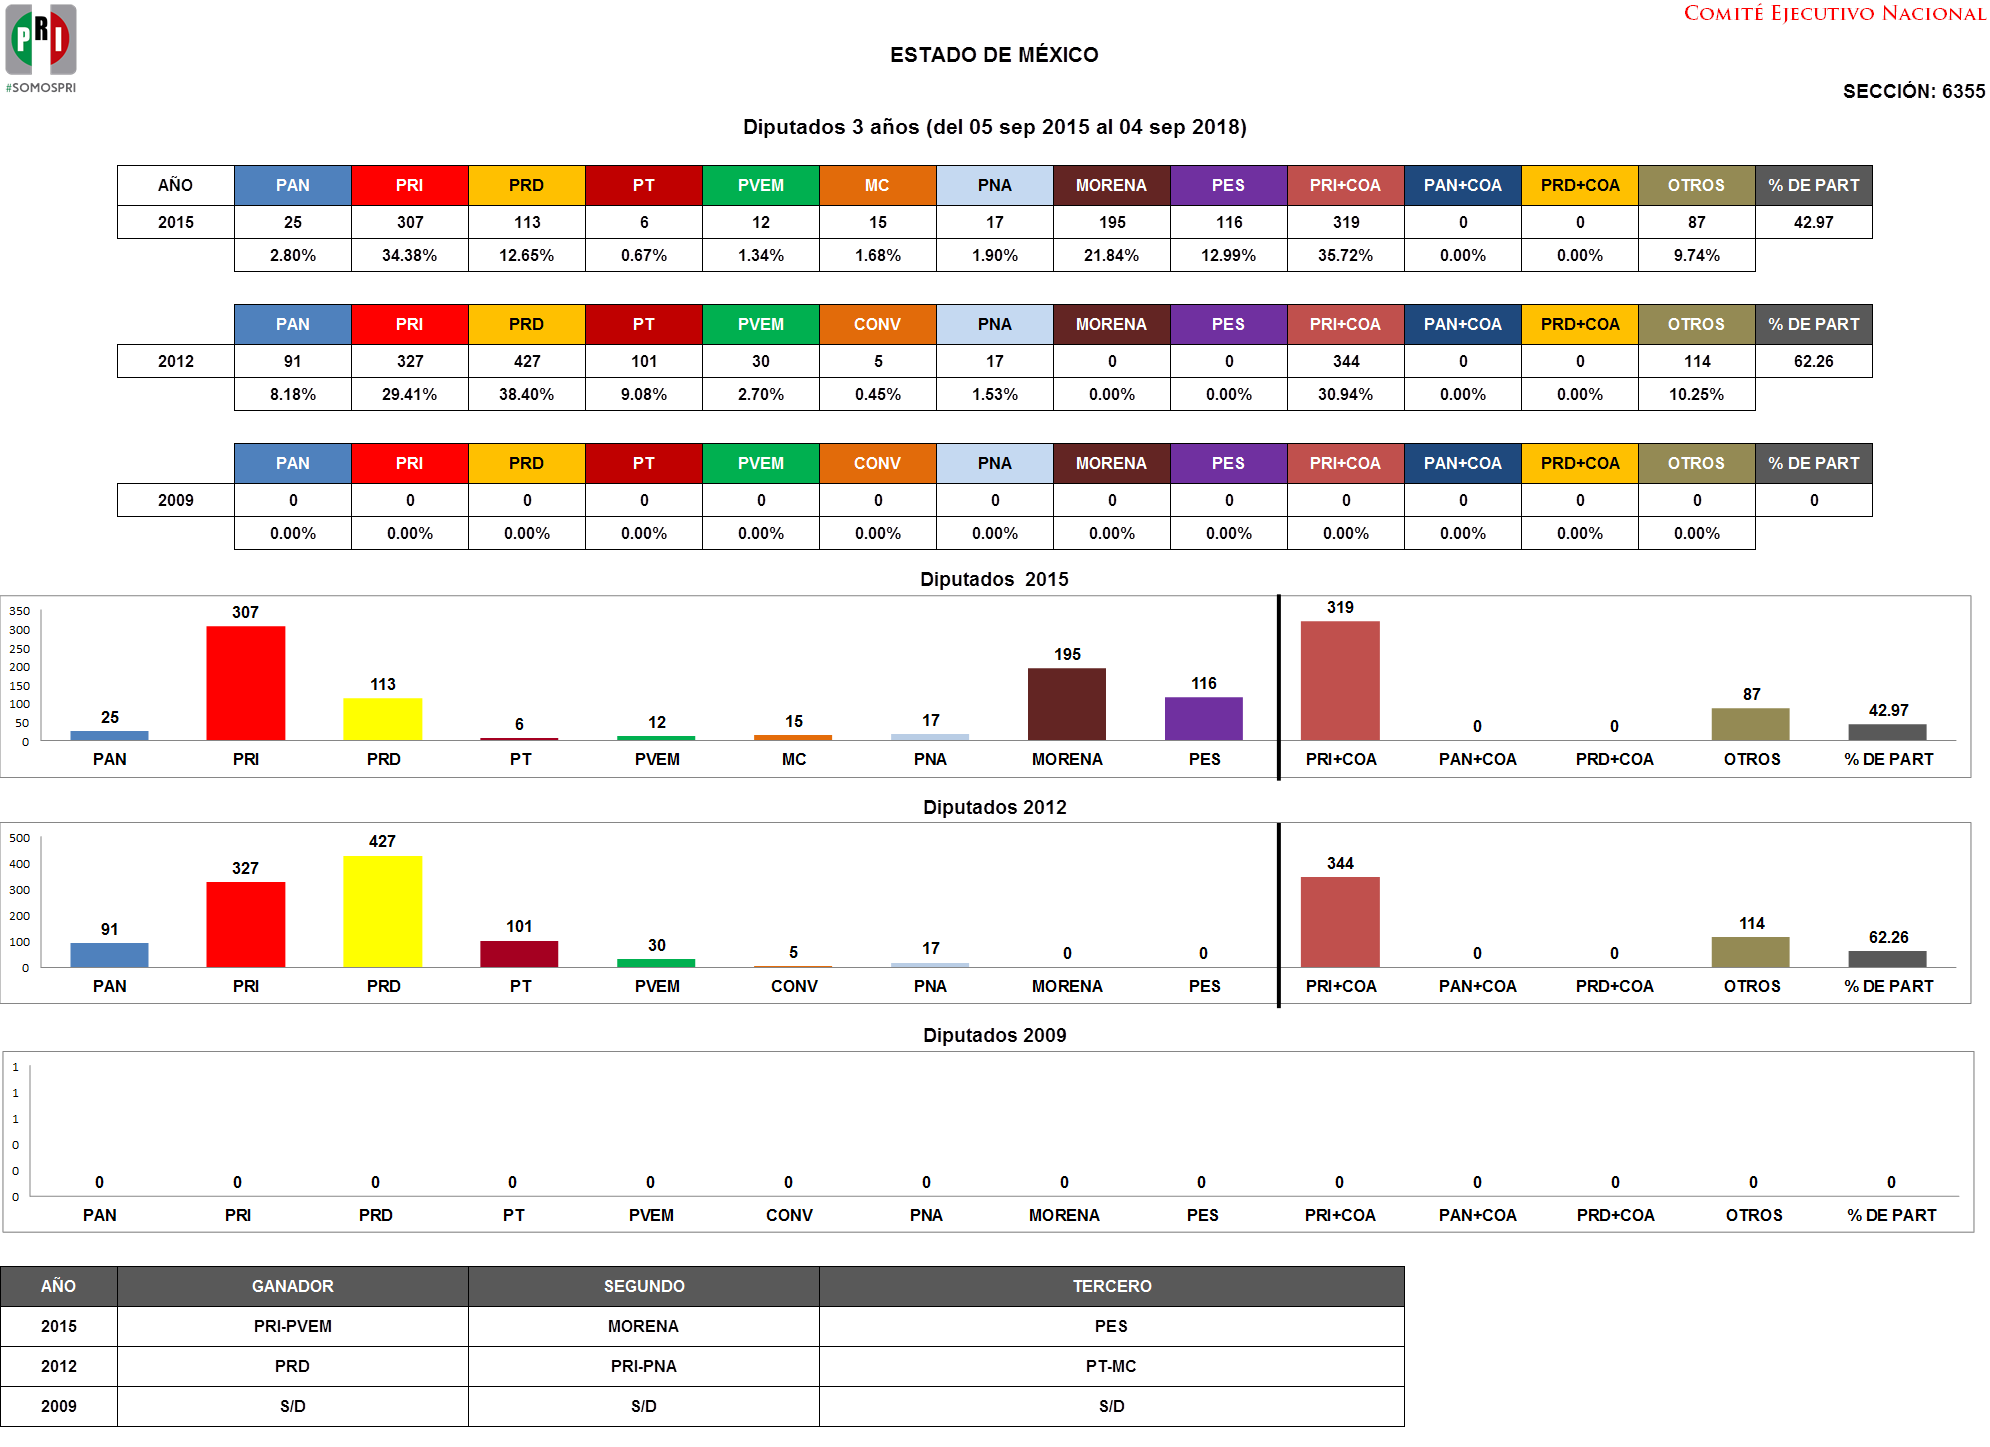 PRI
#SOMOSPRI
COMITÉ EJECUTIVO NACIONAL
ESTADO DE MÉXICO
SECCIÓN: 6355
Diputados 3 años (del 05 sep 2015 al 04 sep 2018)
AÑO PAN PRI PRD PT PVEM MC PNA MORENA PES PRI+COA PAN+COA PRD+COA OTROS % DE PART
2015 25 307 113 6 12 15 17 195 116 319 0 0 87 42.97
2.80% 34.38% 12.65% 0.67% 1.34% 1.68% 1.90% 21.84% 12.99% 35.72% 0.00% 0.00% 9.74%
PAN PRI PRD PT PVEM CONV PNA MORENA PES PRI+COA PAN+COA PRD+COA OTROS % DE PART
2012 91 327 427 101 30 5 17 0 0 344 0 0 114 62.26
8.18% 29.41% 38.40% 9.08% 2.70% 0.45% 1.53% 0.00% 0.00% 30.94% 0.00% 0.00% 10.25%
PAN PRI PRD PT PVEM CONV PNA MORENA PES PRI+COA PAN+COA PRD+COA OTROS % DE PART
2009 0 0 0 0 0 0 0 0 0 0 0 0 0 0
0.00% 0.00% 0.00% 0.00% 0.00% 0.00% 0.00% 0.00% 0.00% 0.00% 0.00% 0.00% 0.00%
Diputados 2015
350
300
250
200
150
100
50
0
25 307 113 6 12 15 17 195 116 319 0 0 87 42.97
PAN PRI PRD PT PVEM MC PNA MORENA PES PRI+COA PAN+COA PRD+COA OTROS % DE PART
Diputados 2012
500
400
300
200
100
0
91 327 427 101 30 5 17 0 0 344 0 0 114 62.26
PAN PRI PRD PT PVEM CONV PNA MORENA PES PRI+COA PAN+COA PRD+COA OTROS % DE PART
Diputados 2009
1
1
1
0
0
0
0 0 0 0 0 0 0 0 0 0 0 0 0 0
PAN PRI PRD PT PVEM CONV PNA MORENA PES PRI+COA PAN+COA PRD+COA OTROS % DE PART
AÑO GANADOR SEGUNDO TERCERO
2015 PRI-PVEM MORENA PES
2012 PRD PRI-PNA PT-MC
2009 S/D S/D S/D